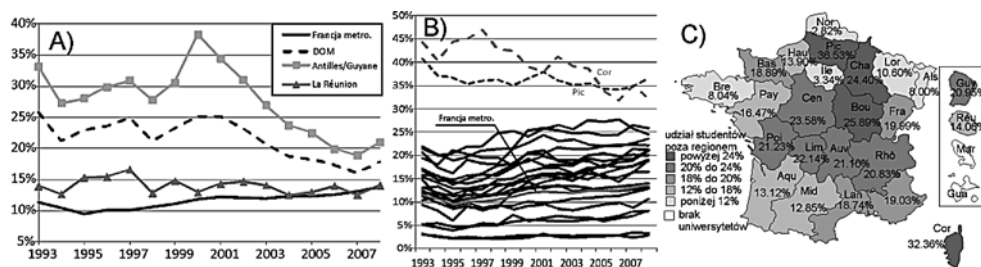 A)
Francja metro.
DOM
Antilles/Guyane
La Réunion
40%
35%
30%
25%
20%
15%
10%
5%
1993
1995
1997
1999
2001
2003
2005
2007
B)
50%
45%
40%
35%
30%
25%
20%
15%
10%
5%
0%
Cor
Pic
Francja metro.
1993
1995
1997
1999
2001
2003
2005
2007
C)
Nor
2.82%
Pic
36.53%
Hau
13.90%
Cha
24.40%
Lor
10.60%
Als
8.00%
Bas
18.89%
Ile
3.34%
Bre
8.04%
Pay
16.47%
Cen
23.58%
Bou
25.89%
Fra
19.99%
Poi
21.23%
Lim
22.14%
Auv
21.10%
Rhô
20.83%
Aqu
13.12%
Mid
12.85%
Lan
18.74%
19.03%
Cor
32.36%
Guy
20.95%
Réu
14.06%
Mar
Gua
udział studentów
poza regionem
powyżej 24%
20% do 24%
18% do 20%
12% do 18%
poniżej 12%
brak
uniwersytetów